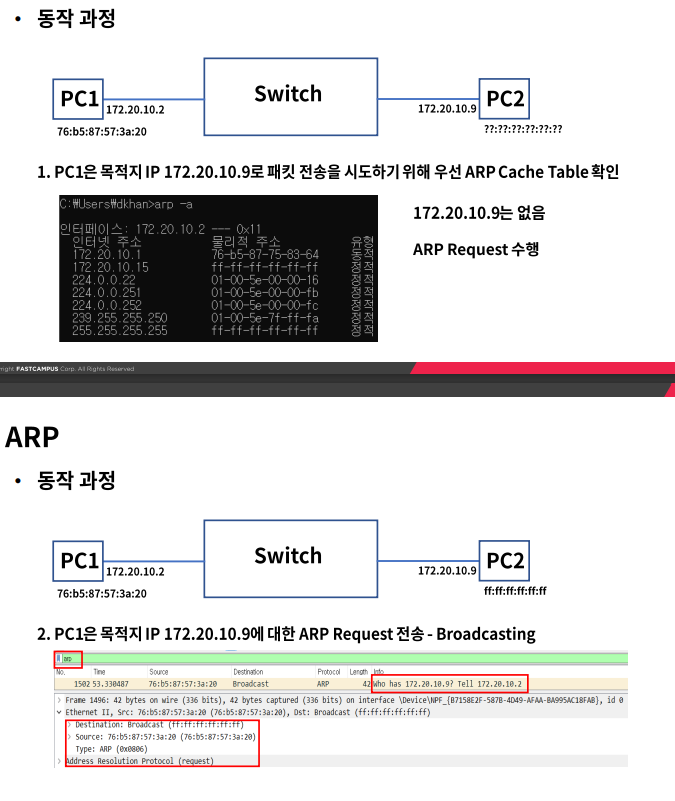 • 동작 과정
PC1
Switch
PC2
172.20.10.2
172.20.10.9
76:b5:87:57:3a:20
??:??:??:??:??:??
1. PC1은 목적지 IP 172.20.10.9로 패킷 전송을 시도하기 위해 우선 ARP Cache Table 확인
C:₩Users₩dkhan>arp -a
인터페이스: 172.20.10.2 --- 0x11
인터넷 주소 물리적 주소 유형
172.20.10.1 76-b5-87-75-83-64 동적
172.20.10.15 ff-ff-ff-ff-ff-ff 정적
224.0.0.22 01-00-5e-00-00-16 정적
224.0.0.251 01-00-5e-00-00-fb 정적
224.0.0.252 01-00-5e-00-00-fc 정적
239.255.255.250 01-00-5e-7f-ff-fa 정적
255.255.255.255 ff-ff-ff-ff-ff-ff 정적
172.20.10.9는 없음
ARP Request 수행
FASTCAMPUS Corp. All Rights Reserved
ARP
• 동작 과정
PC1
Switch
PC2
172.20.10.2
172.20.10.9
76:b5:87:57:3a:20
ff:ff:ff:ff:ff:ff
2. PC1은 목적지 IP 172.20.10.9에 대한 ARP Request 전송 - Broadcasting
arp
No. Time Source Destination Protocol Length Info
1502 53.330487 76:b5:87:57:3a:20 Broadcast ARP 42 Who has 172.20.10.9? Tell 172.20.10.2
> Frame 1496: 42 bytes on wire (336 bits), 42 bytes captured (336 bits) on interface \Device\NPF_{B7158E2F-587B-4D49-AFAA-BA995AC18FAB}, id 0
Ethernet II, Src: 76:b5:87:57:3a:20 (76:b5:87:57:3a:20), Dst: Broadcast (ff:ff:ff:ff:ff:ff)
> Destination: Broadcast (ff:ff:ff:ff:ff:ff)
> Source: 76:b5:87:57:3a:20 (76:b5:87:57:3a:20)
Type: ARP (0x0806)
> Address Resolution Protocol (request)